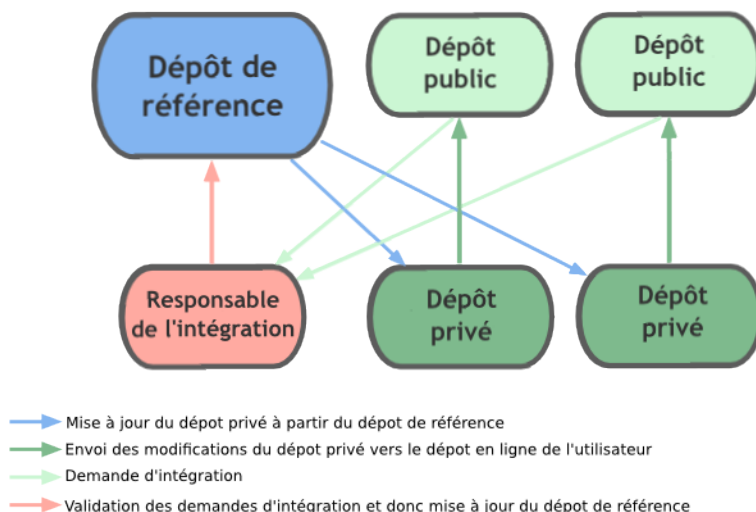 Dépôt de
référence
Dépôt
public
Dépôt
public
Responsable
de l'intégration
Dépôt
privé
Dépôt
privé
Mise à jour du dépot privé à partir du dépot de référence
Envoi des modifications du dépot privé vers le dépot en ligne de l'utilisateur
Demande d'intégration
Validation des demandes d'intégration et donc mise à jour du dépot de référence